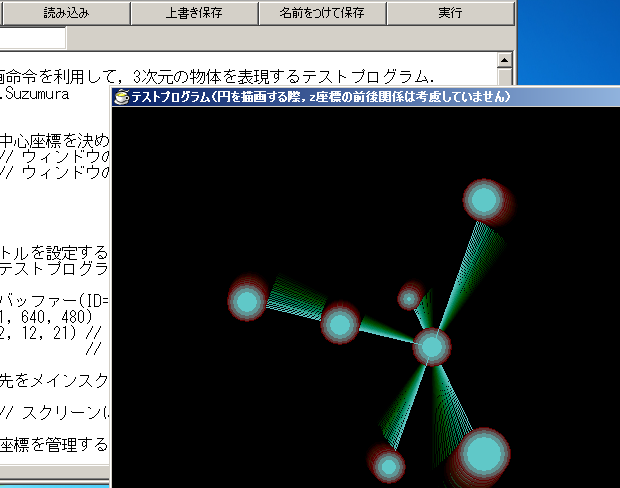 読み込み 上書き保存 名前をつけて保存 実行
画命令を利用して，3次元の物体を表現するテストプログラム.
.Suzumura
テストプログラム(円を描画する際，z座標の前後関係は考慮していません)
中心座標を決め
// ウィンドウの
// ウィンドウの
トルを設定する
テストプログラ
バッファー(ID=
1, 640, 480)
2, 12, 21) //
//
先をメインスク
// スクリーン
座標を管理する